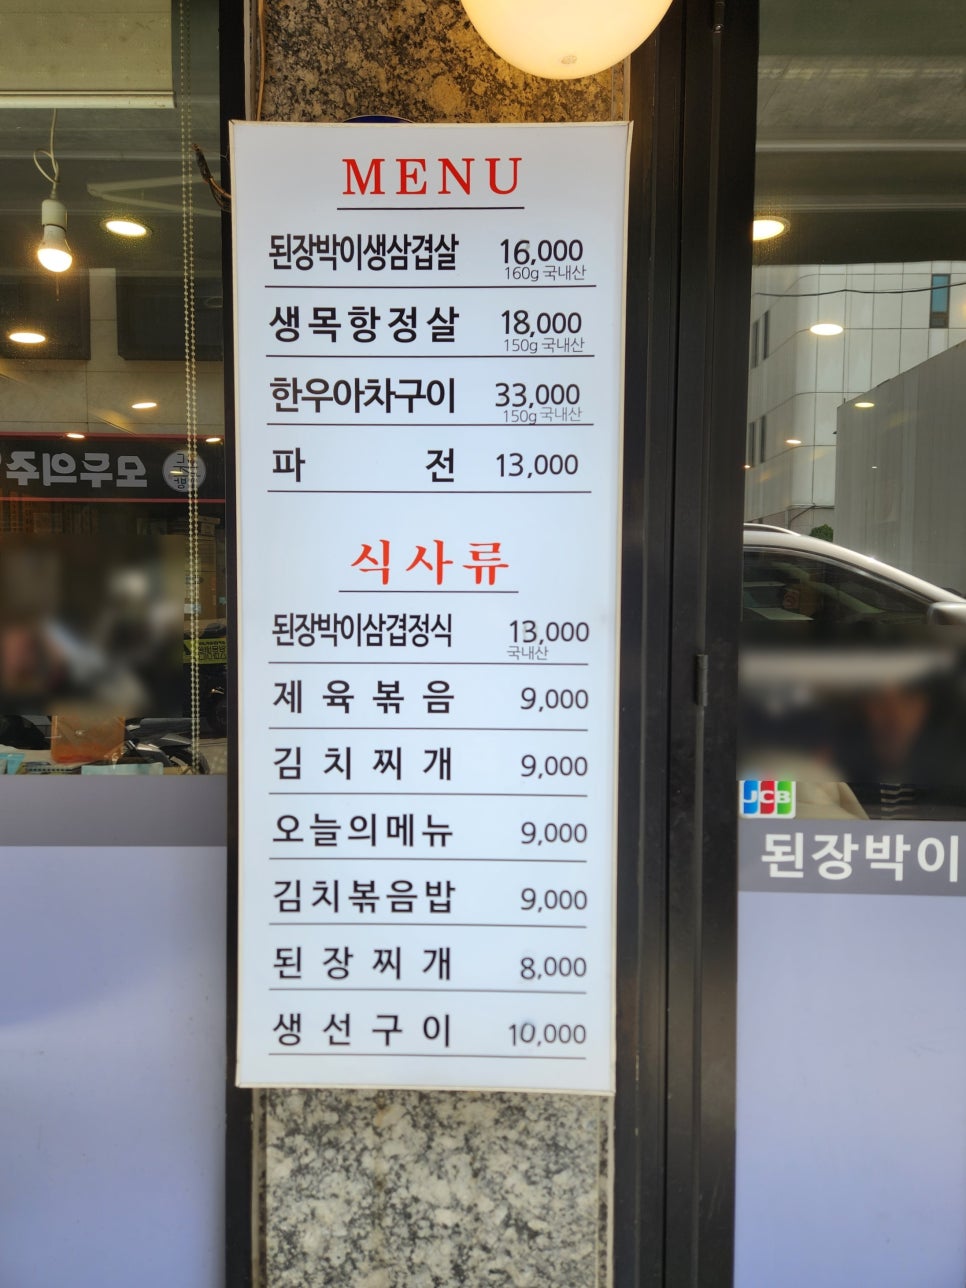 MENU
된장박이생삼겹살 16,000
160g 국내산
생목항정살 18,000
150g 국내산
한우아차구이 33,000
150g 국내산
파전 13,000
식사류
된장박이삼겹정식 13,000
국내산
제육볶음 9,000
김치찌개 9,000
오늘의메뉴 9,000
김치볶음밥 9,000
된장찌개 8,000
생선구이 10,000
모두의주
JCB
된장박이